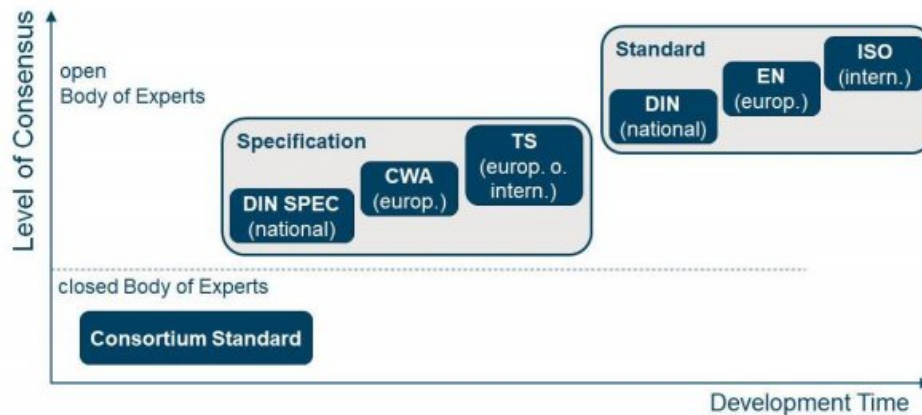 Level of Consensus
open
Body of Experts
Specification
DIN SPEC
(national)
CWA
(europ.)
TS
(europ. o.
intern.)
Standard
DIN
(national)
EN
(europ.)
ISO
(intern.)
closed Body of Experts
Consortium Standard
Development Time